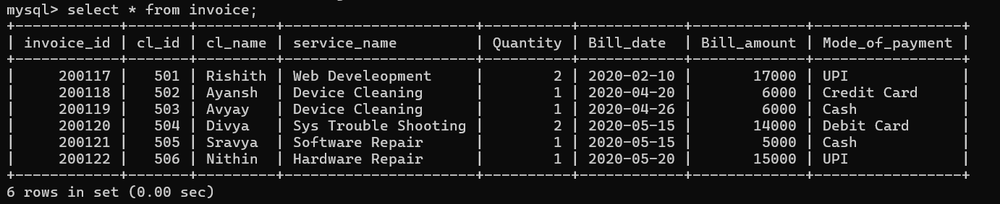 mysql> select * from invoice;
+------------+-------+---------+----------------------+----------+------------+-------------+-----------------+
| invoice_id | cl_id | cl_name | service_name         | Quantity | Bill_date  | Bill_amount | Mode_of_payment |
+------------+-------+---------+----------------------+----------+------------+-------------+-----------------+
|     200117 |   501 | Rishith | Web Develeopment     |        2 | 2020-02-10 |       17000 | UPI             |
|     200118 |   502 | Ayansh  | Device Cleaning      |        1 | 2020-04-20 |        6000 | Credit Card     |
|     200119 |   503 | Avyay   | Device Cleaning      |        1 | 2020-04-26 |        6000 | Cash            |
|     200120 |   504 | Divya   | Sys Trouble Shooting |        2 | 2020-05-15 |       14000 | Debit Card      |
|     200121 |   505 | Sravya  | Software Repair      |        1 | 2020-05-15 |        5000 | Cash            |
|     200122 |   506 | Nithin  | Hardware Repair      |        1 | 2020-05-20 |       15000 | UPI             |
+------------+-------+---------+----------------------+----------+------------+-------------+-----------------+
6 rows in set (0.00 sec)